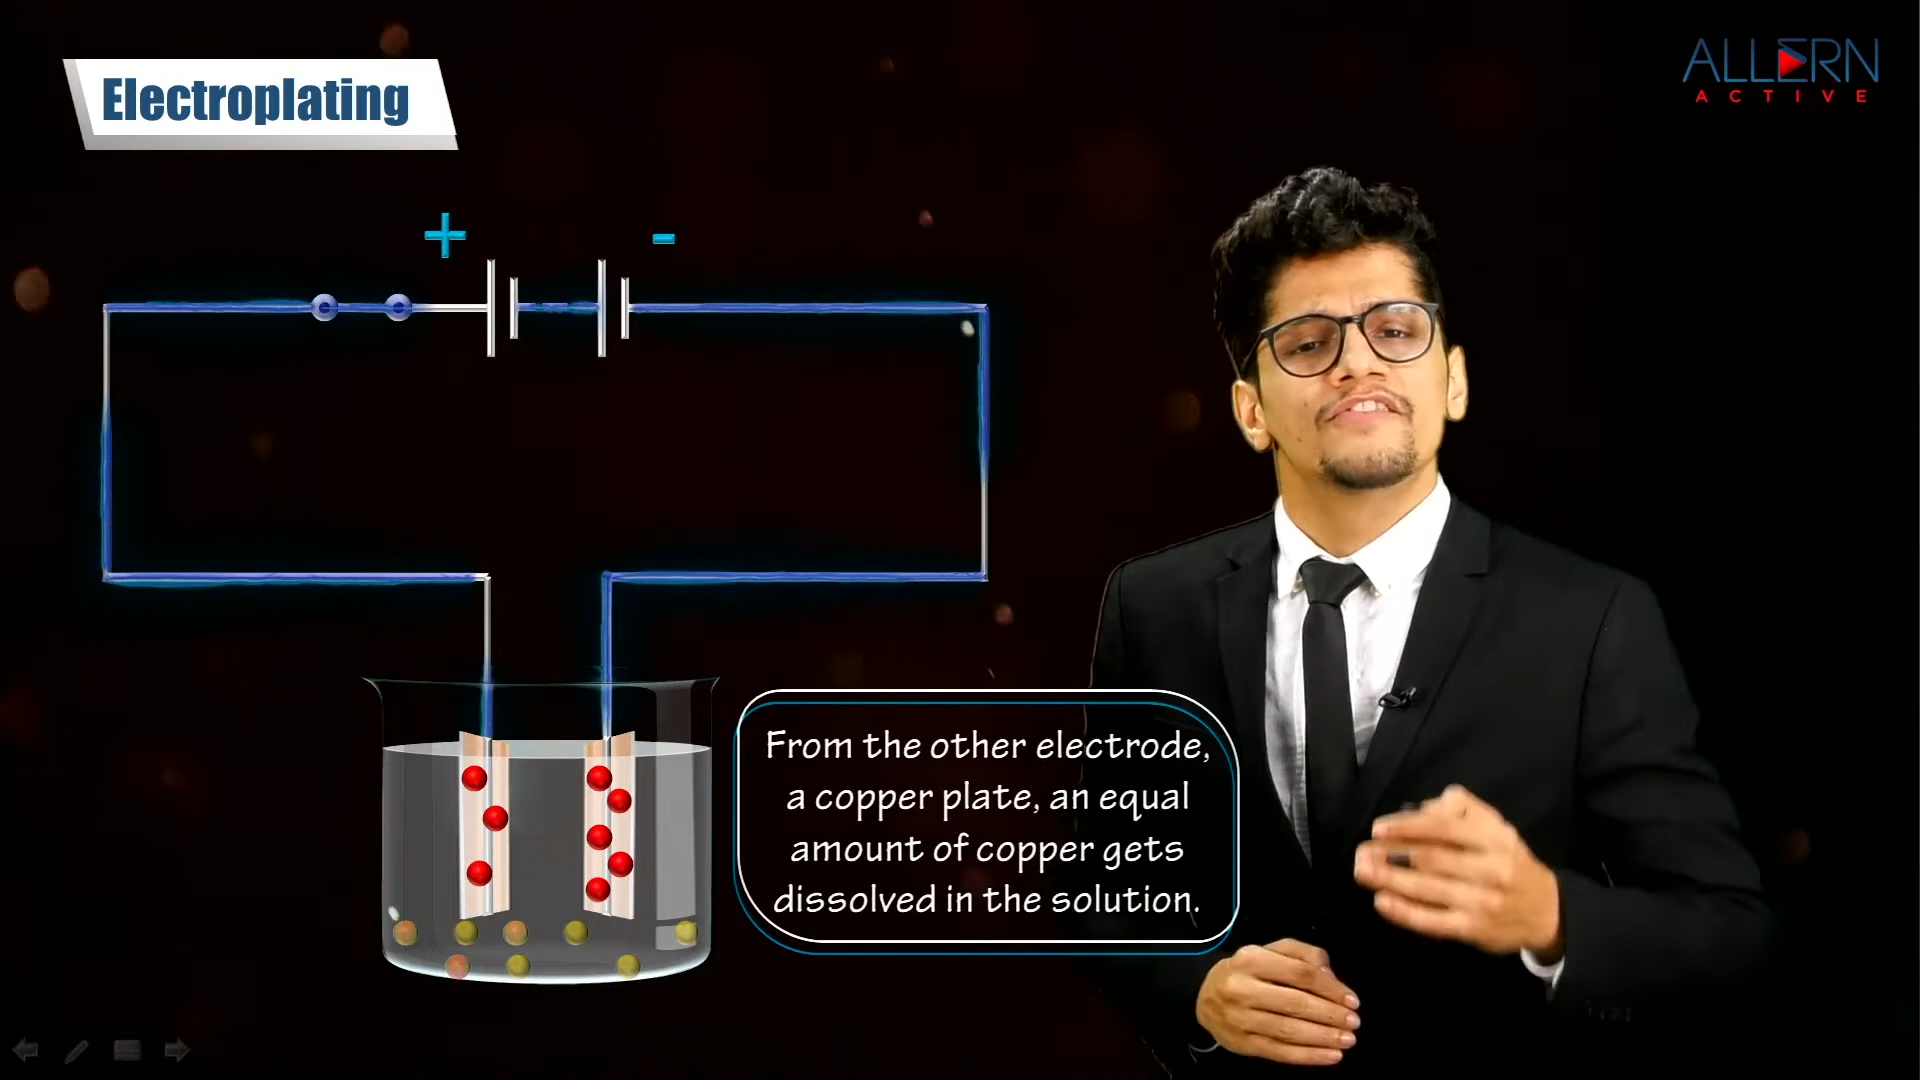 Electroplating
ALLERN
ACTIVE
+
-
From the other electrode,
a copper plate, an equal
amount of copper gets
dissolved in the solution.